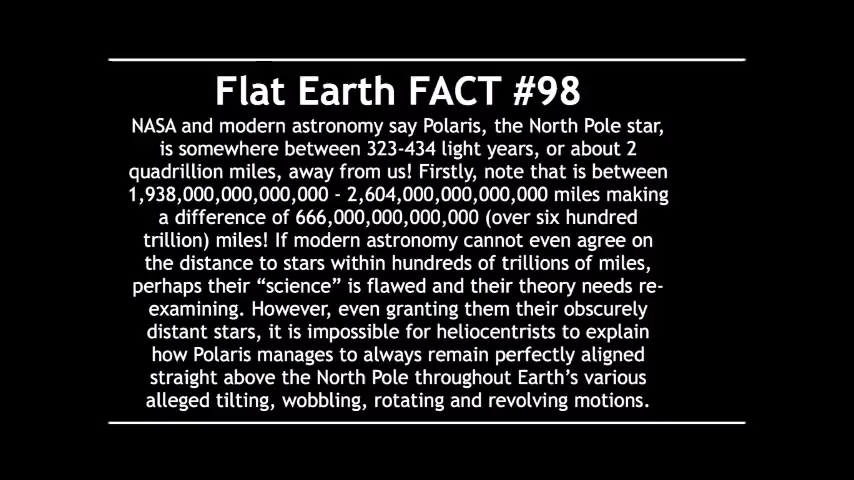 Flat Earth FACT #98
NASA and modern astronomy say Polaris, the North Pole star,
is somewhere between 323-434 light years, or about 2
quadrillion miles, away from us! Firstly, note that is between
1,938,000,000,000,000 - 2,604,000,000,000,000 miles making
a difference of 666,000,000,000,000 (over six hundred
trillion) miles! If modern astronomy cannot even agree on
the distance to stars within hundreds of trillions of miles,
perhaps their “science” is flawed and their theory needs re-
examining. However, even granting them their obscurely
distant stars, it is impossible for heliocentrists to explain
how Polaris manages to always remain perfectly aligned
straight above the North Pole throughout Earth’s various
alleged tilting, wobbling, rotating and revolving motions.